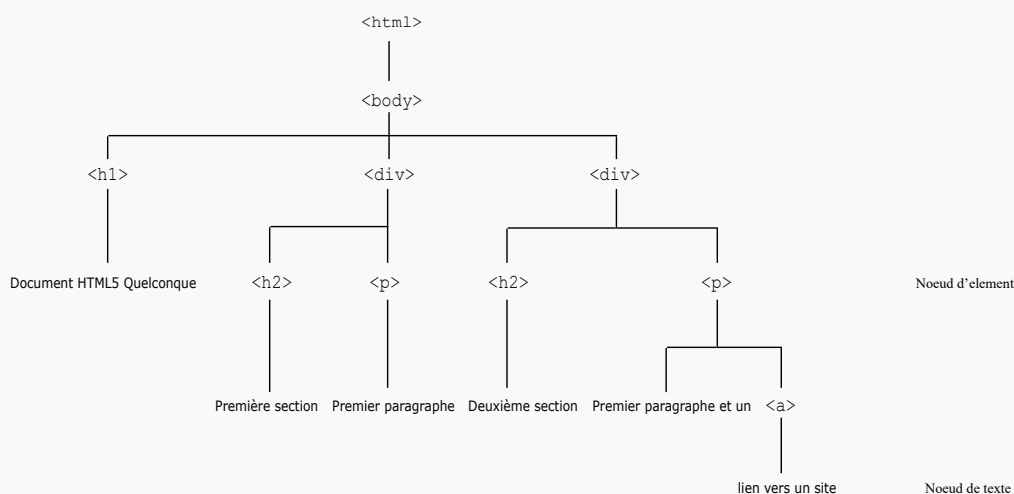 <html>
<body>
<h1> <div> <div>
Document HTML5 Quelconque <h2> <p> <h2> <p> Noeud d’element
Première section Premier paragraphe Deuxième section Premier paragraphe et un <a>
lien vers un site Noeud de texte